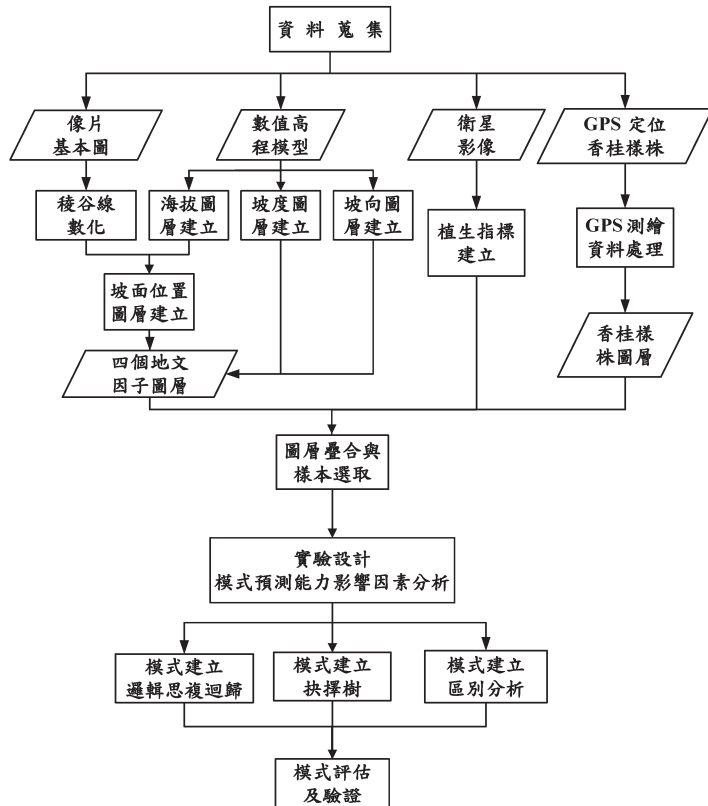 資 料 蒐 集
像片
基本圖
數值高
程模型
衛星
影像
GPS 定位
香桂樣株
稜谷線
數化
海拔圖
層建立
坡度圖
層建立
坡向圖
層建立
植生指標
建立
GPS 測繪
資料處理
坡面位置
圖層建立
香桂樣
株圖層
四個地文
因子圖層
圖層疊合與
樣本選取
實驗設計
模式預測能力影響因素分析
模式建立
邏輯思複迴歸
模式建立
抉擇樹
模式建立
區別分析
模式評估
及驗證